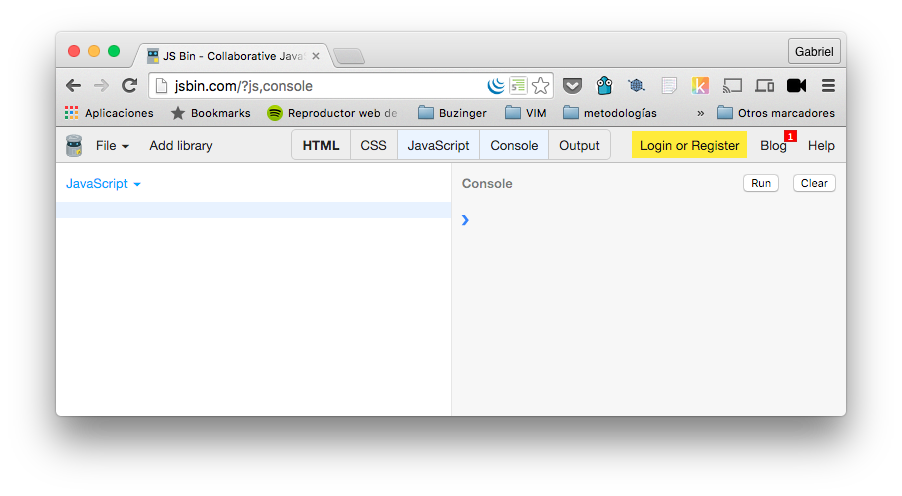 JS Bin - Collaborative Java
Gabriel
jsbin.com/?js,console
Aplicaciones Bookmarks Reproductor web de Buzinger VIM metodologías » Otros marcadores
File Add library HTML CSS JavaScript Console Output Login or Register Blog 1 Help
JavaScript Console Run Clear